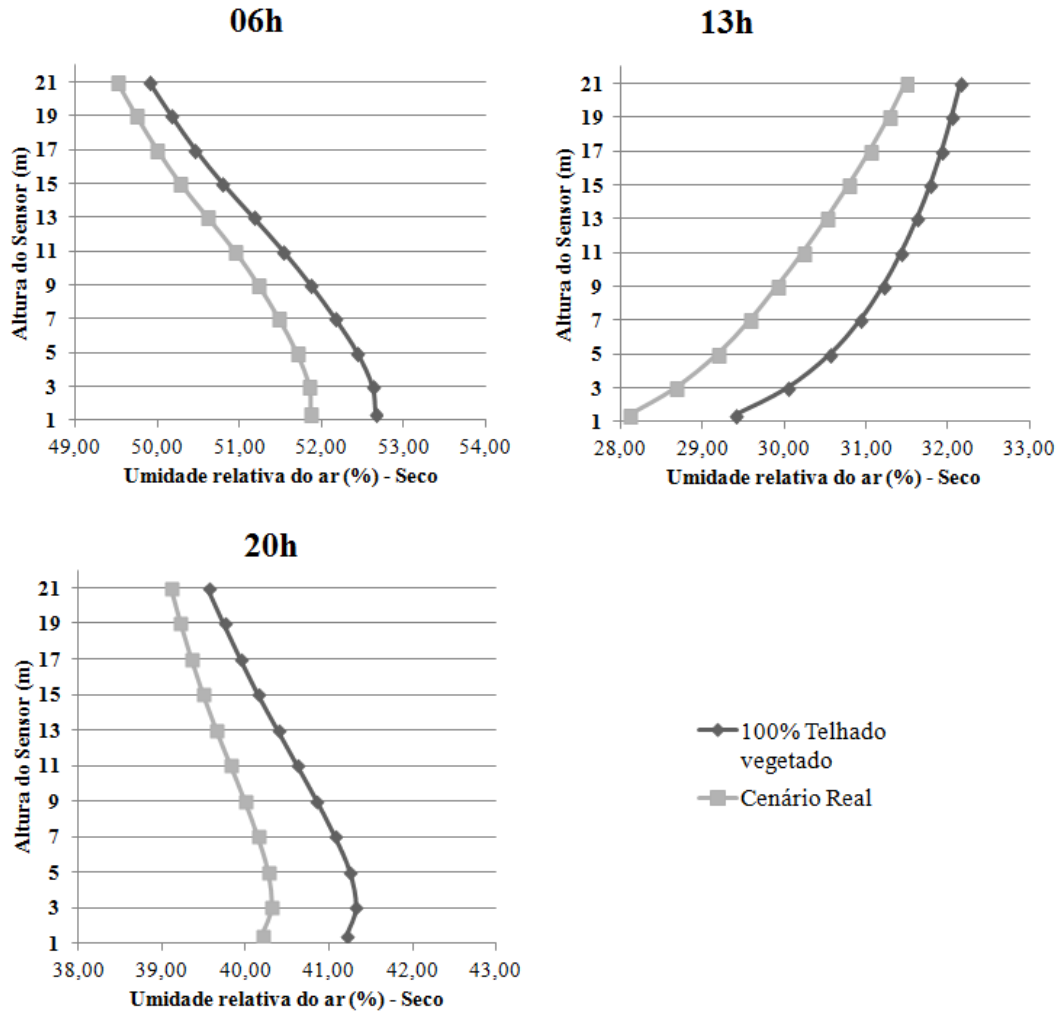 06h
21
19
17
15
13
11
9
7
5
3
1
Altura do Sensor (m)
49,00 50,00 51,00 52,00 53,00 54,00
Umidade relativa do ar (%) - Seco
13h
21
19
17
15
13
11
9
7
5
3
1
Altura do Sensor (m)
28,00 29,00 30,00 31,00 32,00 33,00
Umidade relativa do ar (%) - Seco
20h
21
19
17
15
13
11
9
7
5
3
1
Altura do Sensor (m)
38,00 39,00 40,00 41,00 42,00 43,00
Umidade relativa do ar (%) - Seco
100% Telhado
vegetado
Cenário Real